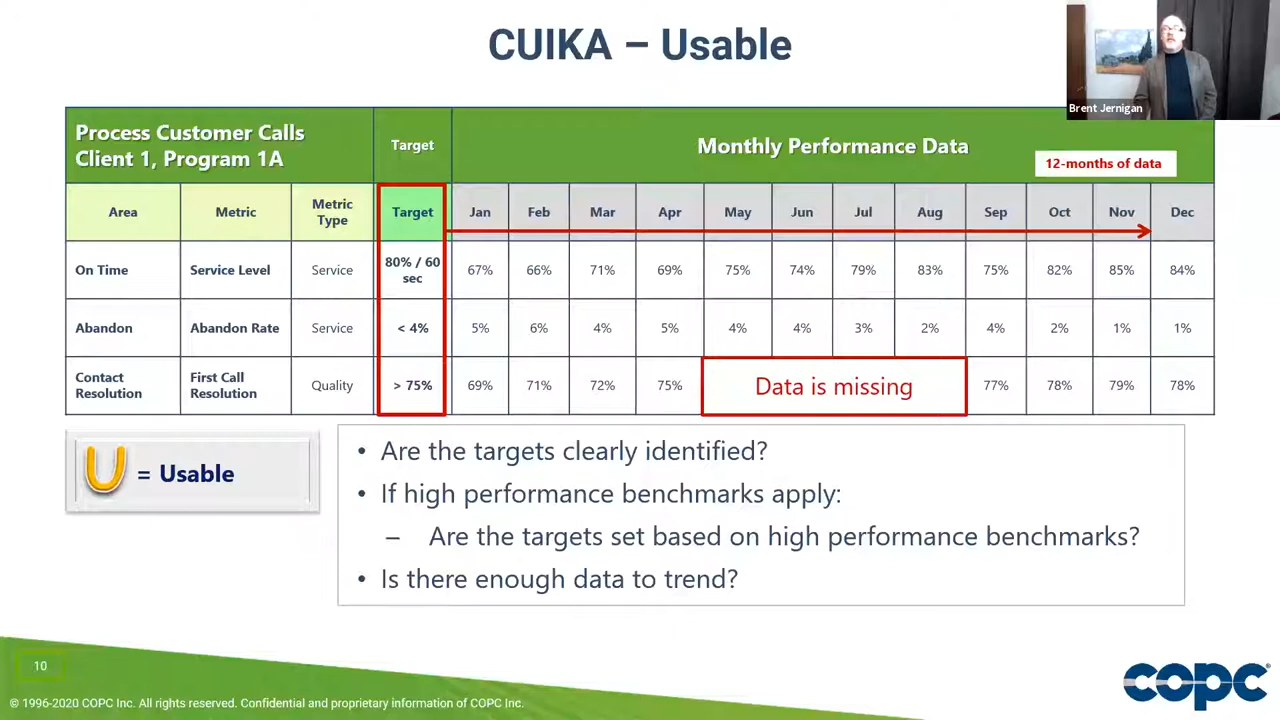 CUIKA – Usable
Brent Jernigan
Process Customer Calls
Client 1, Program 1A
Target
Monthly Performance Data
12-months of data
Area Metric Metric Type Target Jan Feb Mar Apr May Jun Jul Aug Sep Oct Nov Dec
On Time Service Level Service 80% / 60 sec 67% 66% 71% 69% 75% 74% 79% 83% 75% 82% 85% 84%
Abandon Abandon Rate Service < 4% 5% 6% 4% 5% 4% 4% 3% 2% 4% 2% 1% 1%
Contact Resolution First Call Resolution Quality > 75% 69% 71% 72% 75% Data is missing 77% 78% 79% 78%
U = Usable
• Are the targets clearly identified?
• If high performance benchmarks apply:
– Are the targets set based on high performance benchmarks?
• Is there enough data to trend?
10
© 1996-2020 COPC Inc. All rights reserved. Confidential and proprietary information of COPC Inc.
copc®